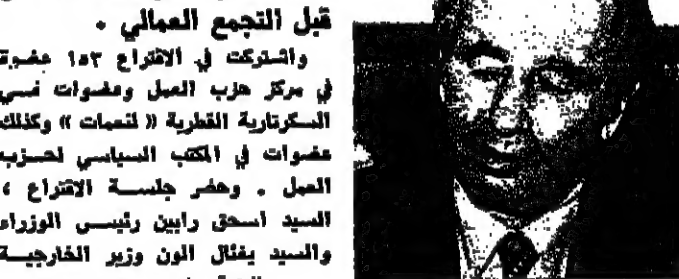 قبل التجمع العمالي .
واشتركت في الاقتراع ١٥٣ عضوة
في مركز حزب العمل وعضوات فسي
السكرتارية القطرية « لنعمات » وكذلك
عضوات في المكتب السياسي لحزب
العمل . وحضر جلسة الاقتراع ،
السيد اسحق رابين رئيس الوزراء
والسيد يغئال الون وزير الخارجية